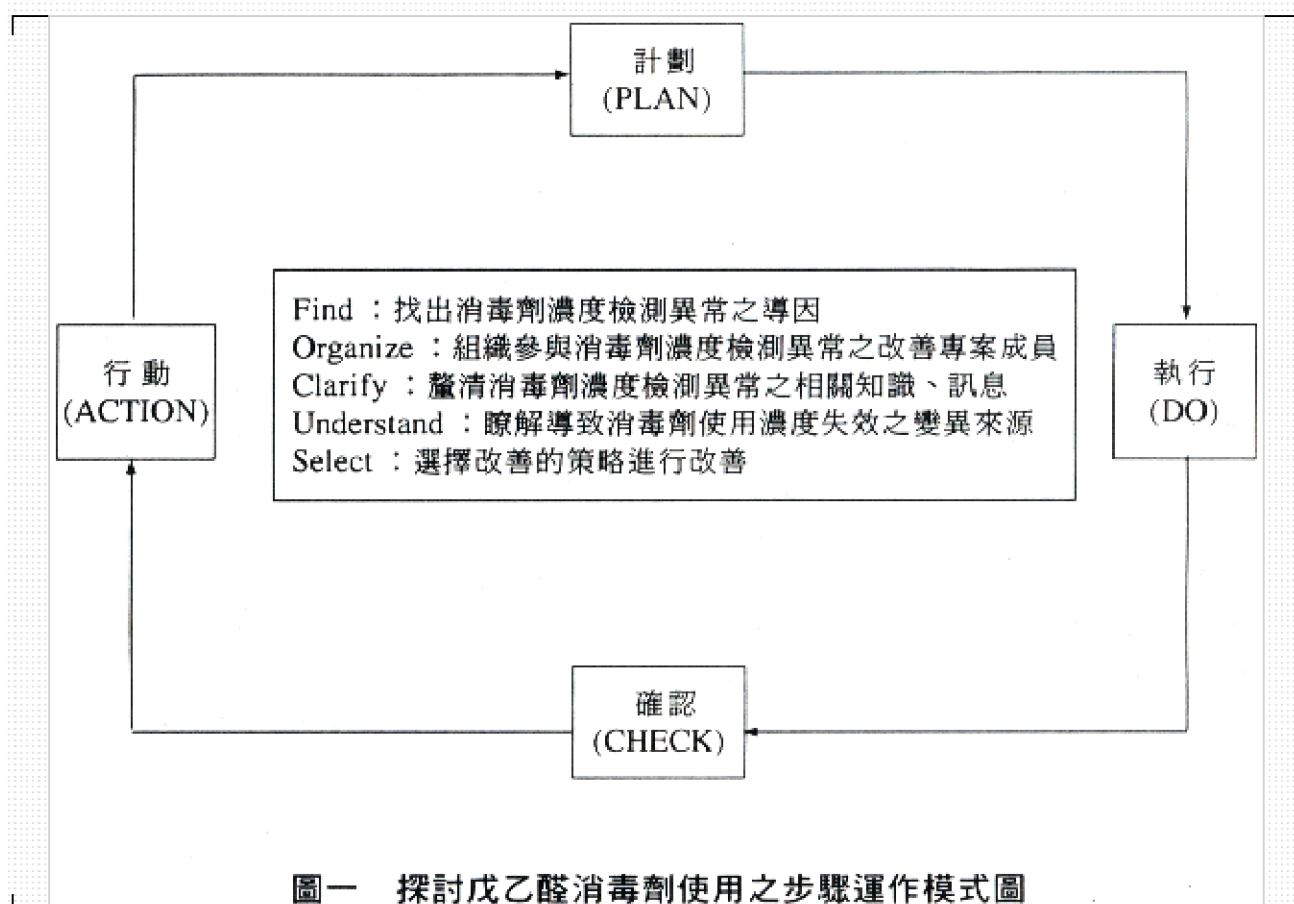 計劃
(PLAN)
Find：找出消毒劑濃度檢測異常之導因
Organize：組織參與消毒劑濃度檢測異常之改善專案成員
Clarify：釐清消毒劑濃度檢測異常之相關知識、訊息
Understand：瞭解導致消毒劑使用濃度失效之變異來源
Select：選擇改善的策略進行改善
行動
(ACTION)
執行
(DO)
確認
(CHECK)
圖一　探討戊乙醛消毒劑使用之步驟運作模式圖